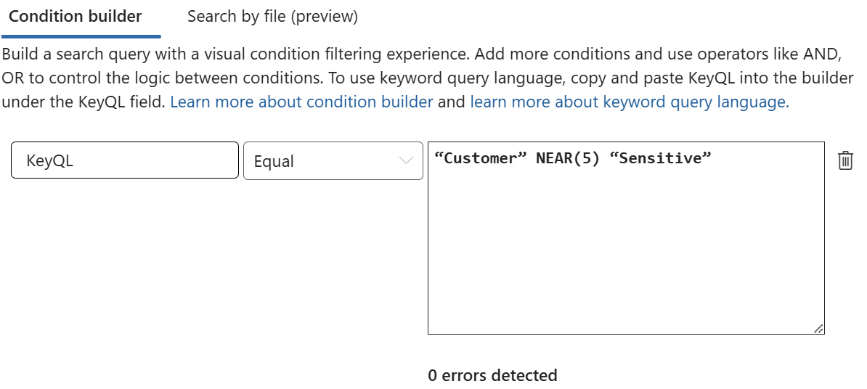 Condition builder
Search by file (preview)
Build a search query with a visual condition filtering experience. Add more conditions and use operators like AND,
OR to control the logic between conditions. To use keyword query language, copy and paste KeyQL into the builder
under the KeyQL field. Learn more about condition builder and learn more about keyword query language.
KeyQL
Equal
“Customer” NEAR(5) “Sensitive”
0 errors detected